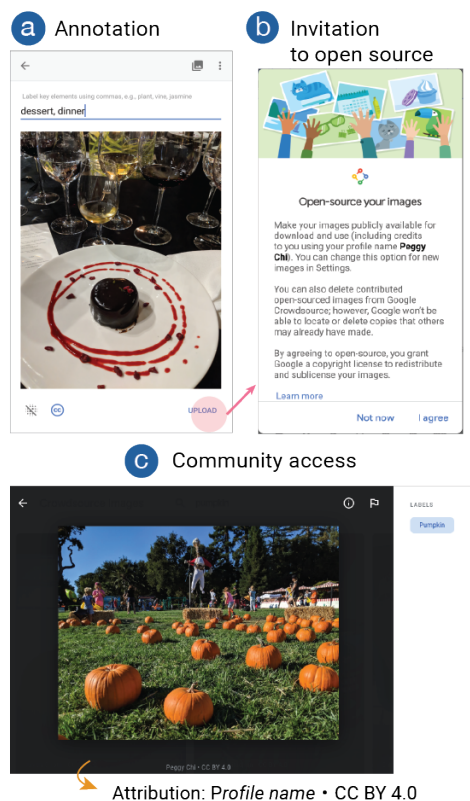 a Annotation
b Invitation
to open source
Label key elements using commas, e.g., plant, vine, jasmine
dessert, dinner
CC
UPLOAD
Open-source your images
Make your images publicly available for
download and use (including credits
to you using your profile name Peggy
Chi). You can change this option for new
images in Settings.
You can also delete contributed
open-sourced images from Google
Crowdsource; however, Google won't be
able to locate or delete copies that others
may already have made.
By agreeing to open-source, you grant
Google a copyright license to redistribute
and sublicense your images.
Learn more
Not now I agree
c Community access
LABELS
Pumpkin
Peggy Chi • CC BY 4.0
Attribution: Profile name • CC BY 4.0